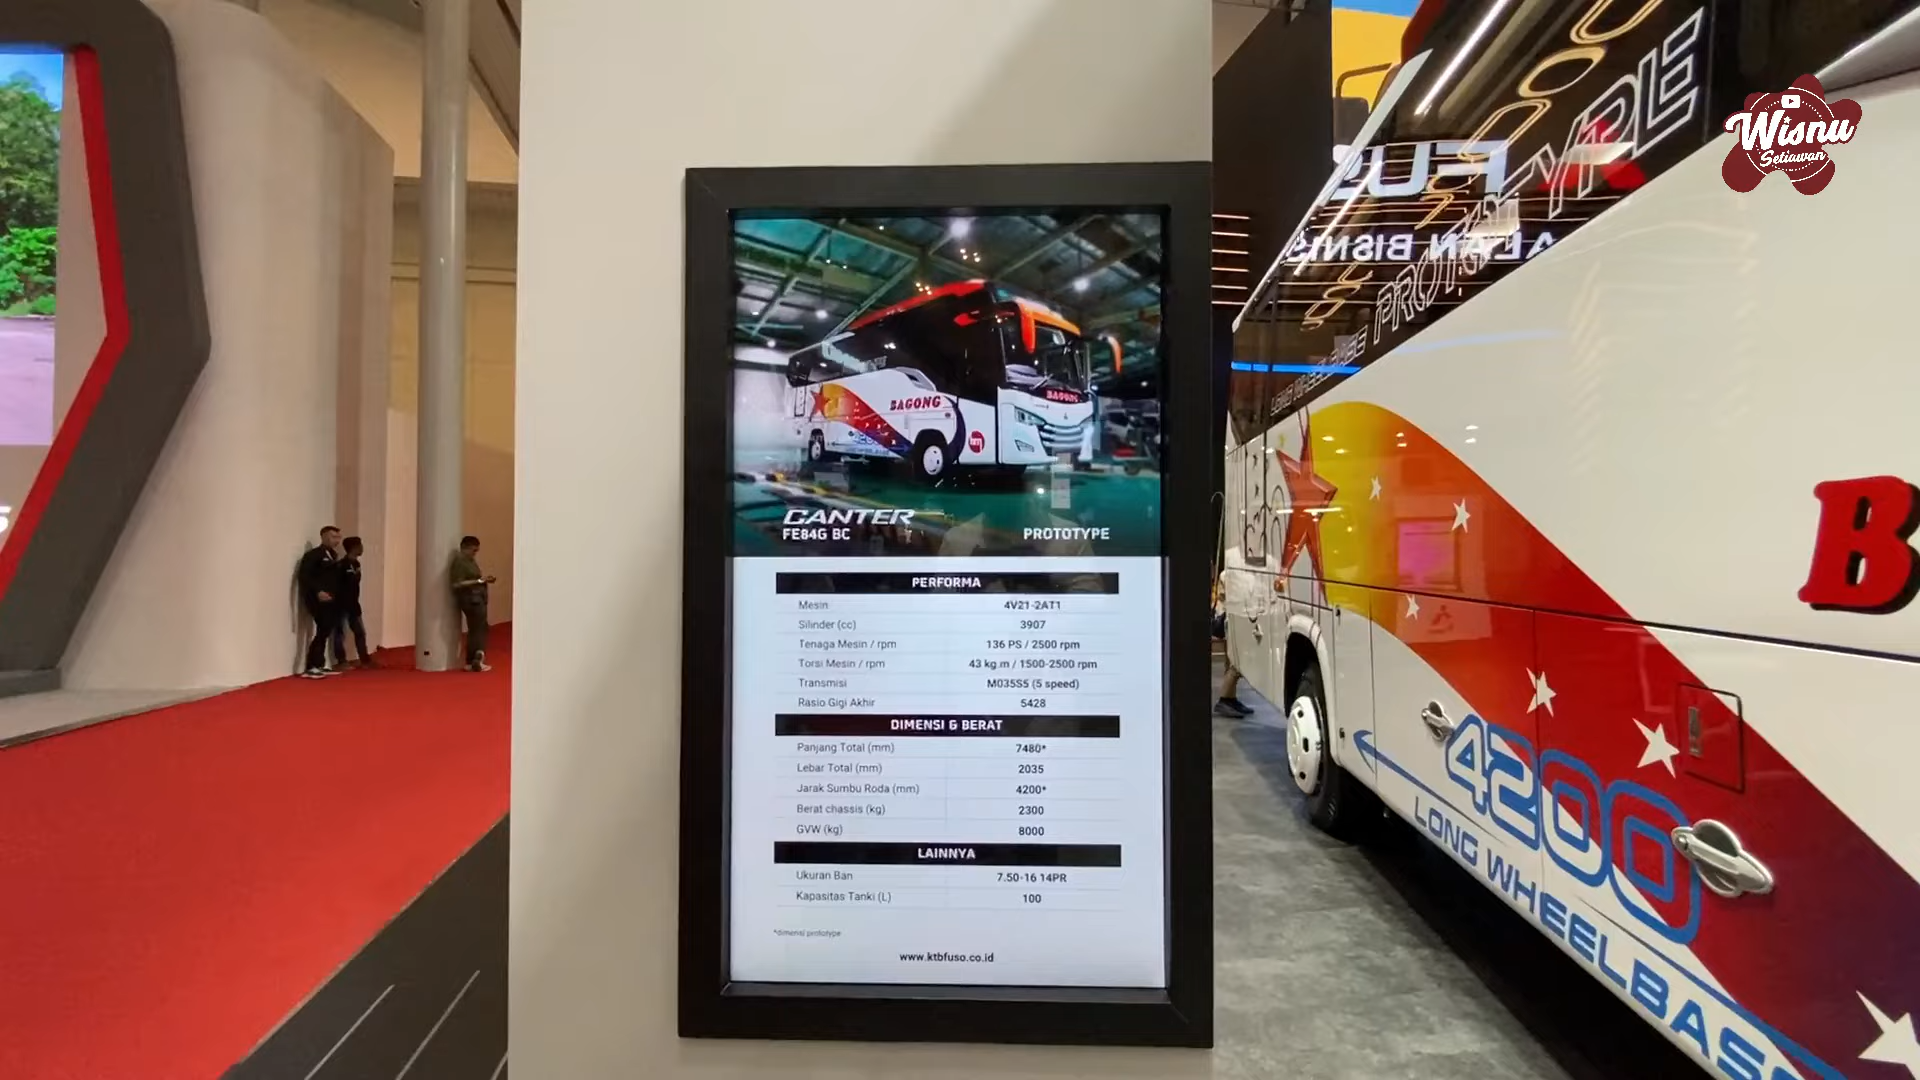 Wisnu
Setiawan
BAGONG
BAGONG
CANTER
FE84G BC
PROTOTYPE
PERFORMA
Mesin 4V21-2AT1
Silinder (cc) 3907
Tenaga Mesin / rpm 136 PS / 2500 rpm
Torsi Mesin / rpm 43 kg.m / 1500-2500 rpm
Transmisi M035S5 (5 speed)
Rasio Gigi Akhir 5428
DIMENSI & BERAT
Panjang Total (mm) 7480*
Lebar Total (mm) 2035
Jarak Sumbu Roda (mm) 4200*
Berat chassis (kg) 2300
GVW (kg) 8000
LAINNYA
Ukuran Ban 7.50-16 14PR
Kapasitas Tanki (L) 100
*dimensi prototype
www.ktbfuso.co.id
LONG WHEELBASE PROTOTYPE
B
4200
LONG WHEELBASE